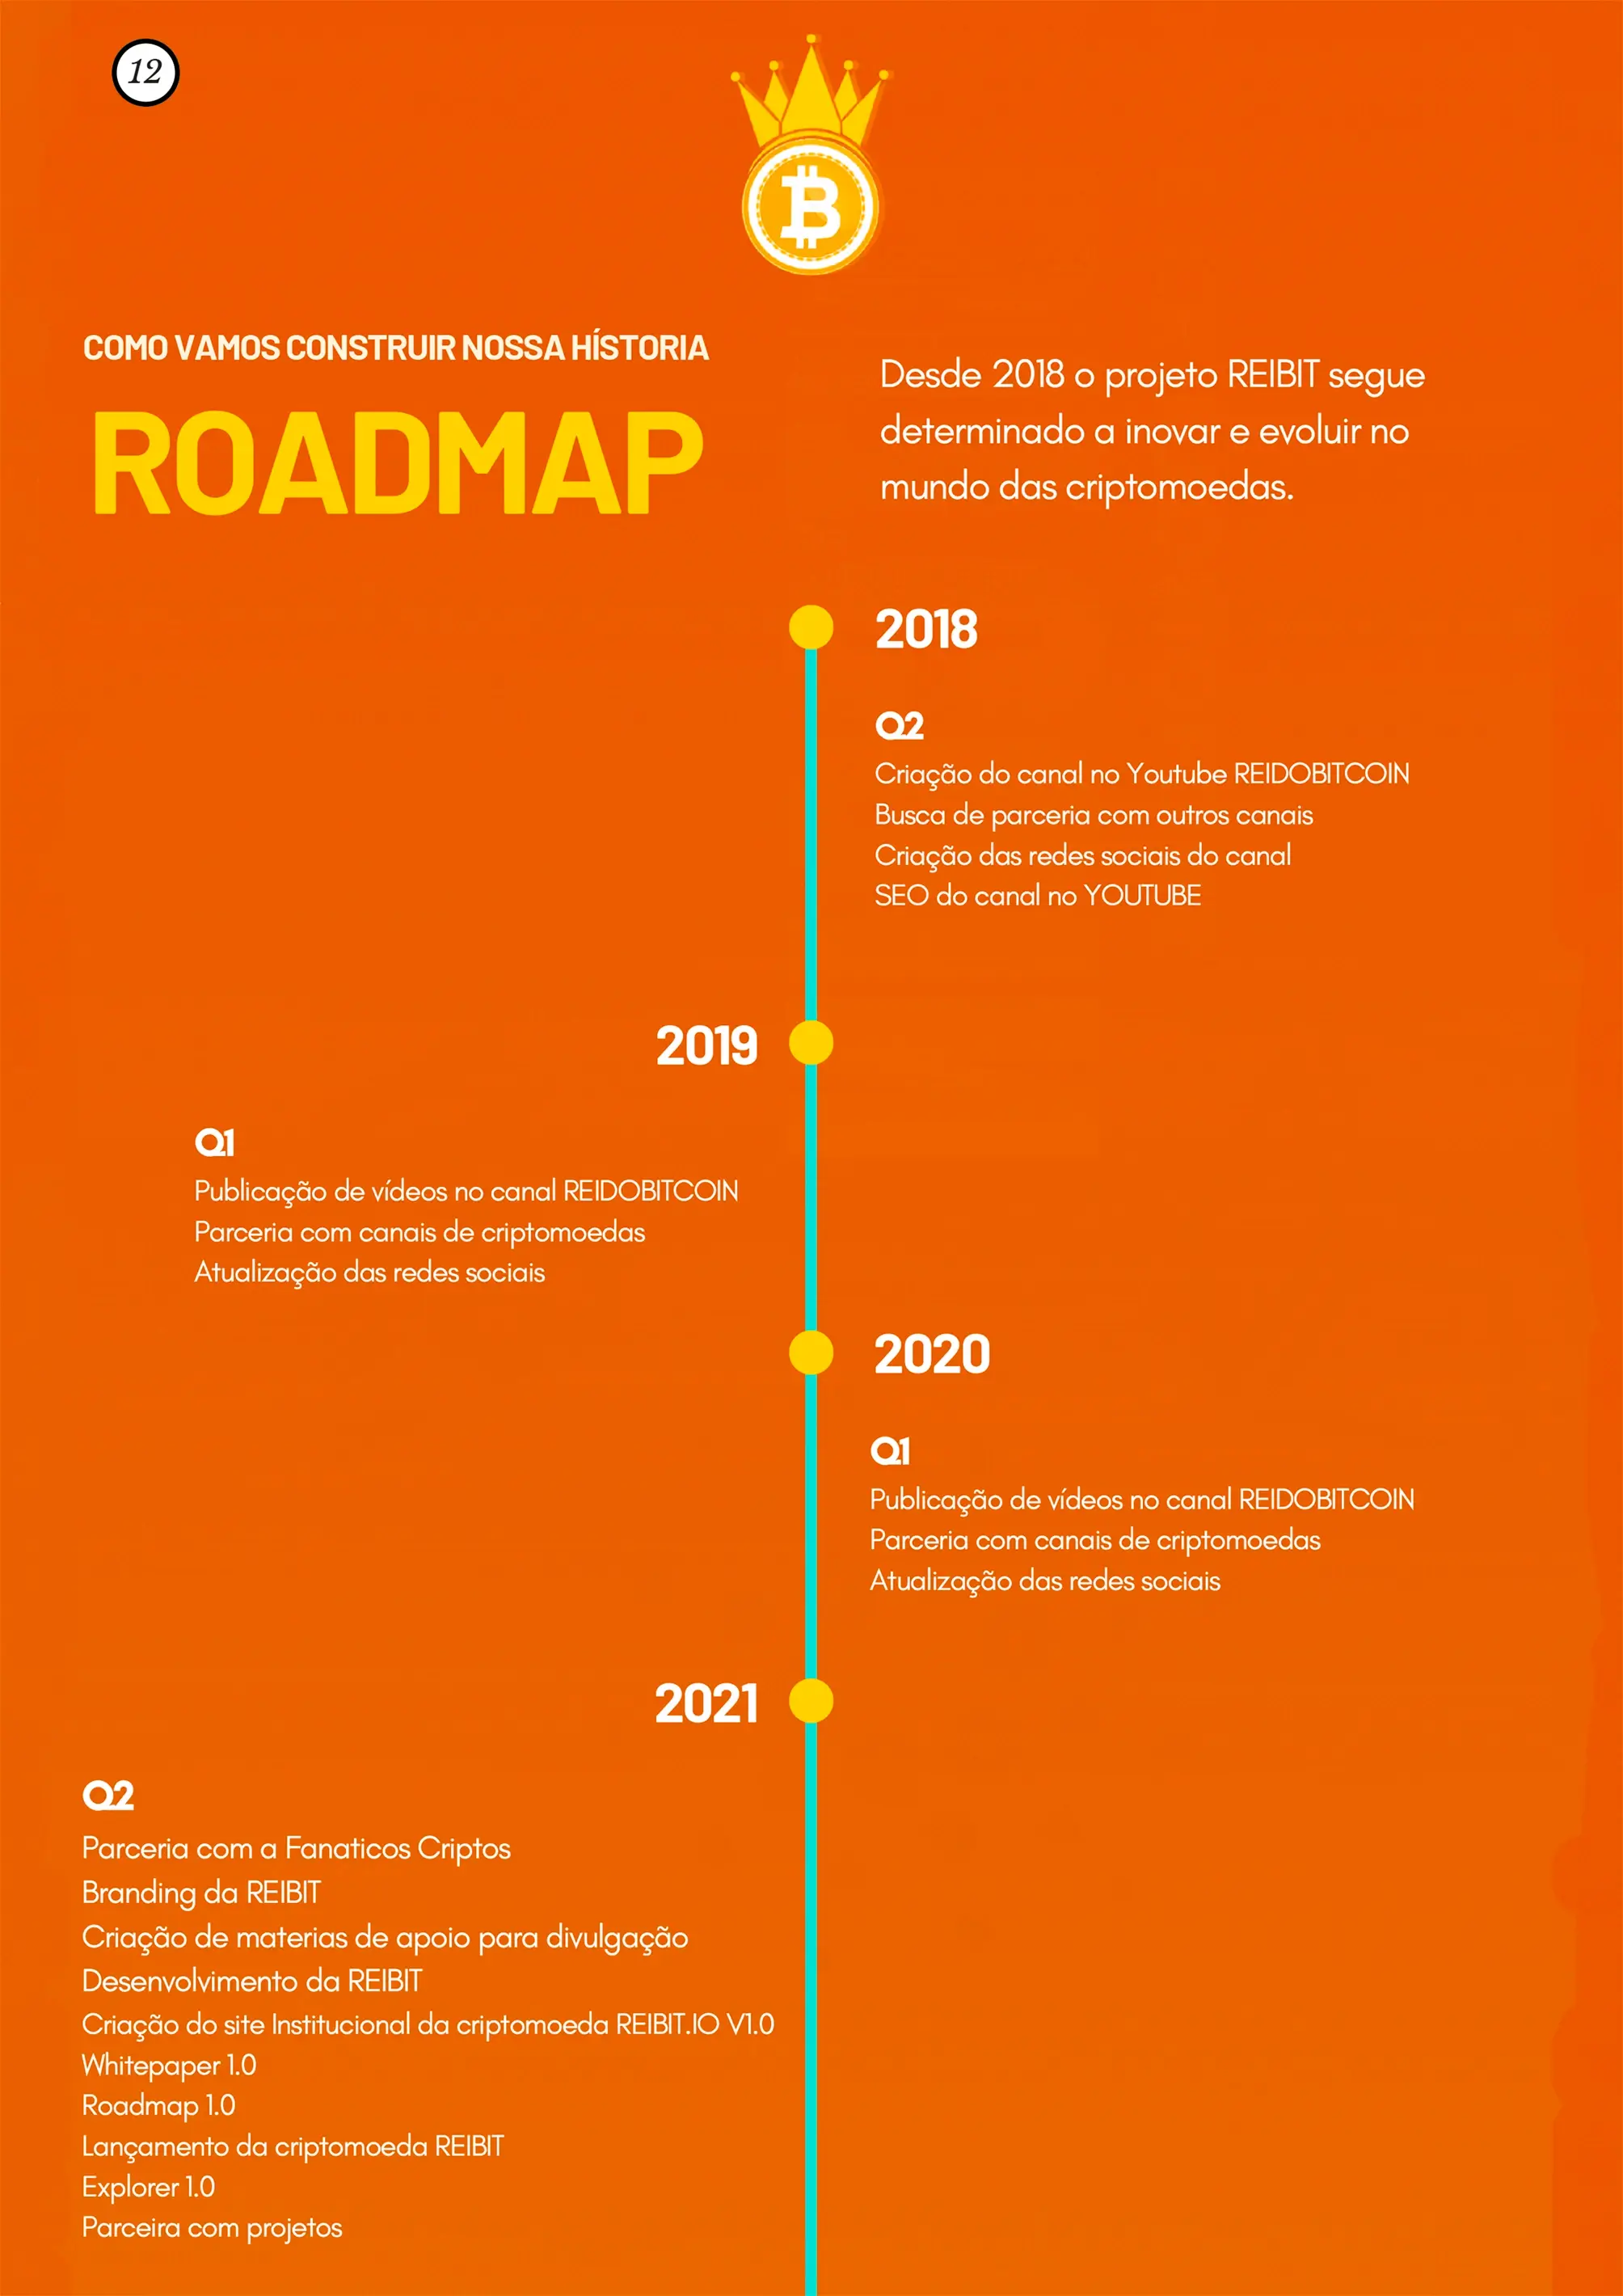 12
COMO VAMOS CONSTRUIR NOSSA HÍSTORIA
ROADMAP
Desde 2018 o projeto REIBIT segue
determinado a inovar e evoluir no
mundo das criptomoedas.
2018
Q2
Criação do canal no Youtube REIDOBITCOIN
Busca de parceria com outros canais
Criação das redes sociais do canal
SEO do canal no YOUTUBE
2019
Q1
Publicação de vídeos no canal REIDOBITCOIN
Parceria com canais de criptomoedas
Atualização das redes sociais
2020
Q1
Publicação de vídeos no canal REIDOBITCOIN
Parceria com canais de criptomoedas
Atualização das redes sociais
2021
Q2
Parceria com a Fanaticos Criptos
Branding da REIBIT
Criação de materias de apoio para divulgação
Desenvolvimento da REIBIT
Criação do site Institucional da criptomoeda REIBIT.IO V1.0
Whitepaper 1.0
Roadmap 1.0
Lançamento da criptomoeda REIBIT
Explorer 1.0
Parceira com projetos